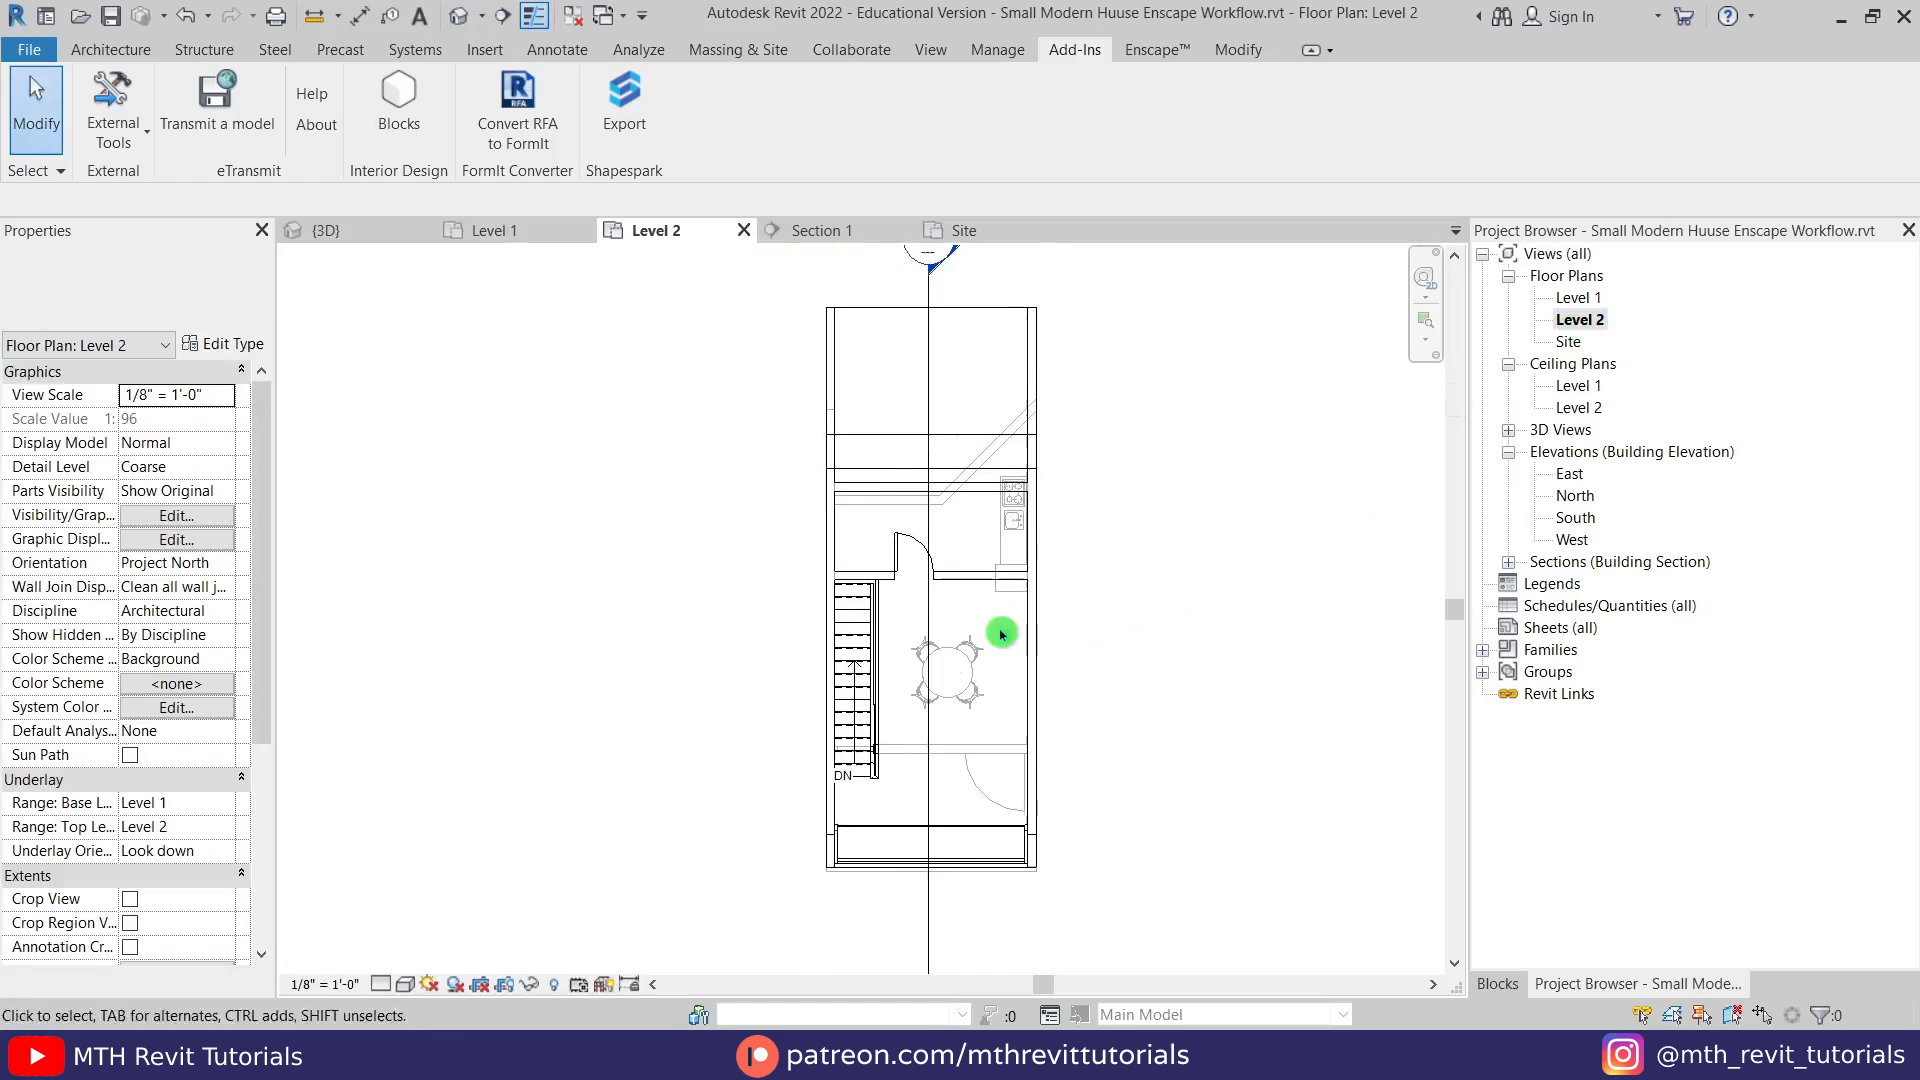 Autodesk Revit 2022 - Educational Version - Small Modern Huuse Enscape Workflow.rvt - Floor Plan: Level 2
Sign In
File Architecture Structure Steel Precast Systems Insert Annotate Analyze Massing & Site Collaborate View Manage Add-Ins Enscape™ Modify
Modify
External
Tools
Transmit a model
Help
About
Blocks
Convert RFA
to FormIt
Export
Select External eTransmit Interior Design FormIt Converter Shapespark
Properties
{3D} Level 1 Level 2 Section 1 Site
Project Browser - Small Modern Huuse Enscape Workflow.rvt
Floor Plan: Level 2 Edit Type
Graphics
View Scale 1/8" = 1'-0"
Scale Value 1: 96
Display Model Normal
Detail Level Coarse
Parts Visibility Show Original
Visibility/Grap... Edit...
Graphic Displ... Edit...
Orientation Project North
Wall Join Disp... Clean all wall j...
Discipline Architectural
Show Hidden ... By Discipline
Color Scheme ... Background
Color Scheme <none>
System Color ... Edit...
Default Analys... None
Sun Path
Underlay
Range: Base L... Level 1
Range: Top Le... Level 2
Underlay Orie... Look down
Extents
Crop View
Crop Region V...
Annotation Cr...
DN
2D
Views (all)
Floor Plans
Level 1
Level 2
Site
Ceiling Plans
Level 1
Level 2
3D Views
Elevations (Building Elevation)
East
North
South
West
Sections (Building Section)
Legends
Schedules/Quantities (all)
Sheets (all)
Families
Groups
Revit Links
1/8" = 1'-0"
Blocks Project Browser - Small Mode...
Click to select, TAB for alternates, CTRL adds, SHIFT unselects.
:0
Main Model
:0
MTH Revit Tutorials
patreon.com/mthrevittutorials
@mth_revit_tutorials